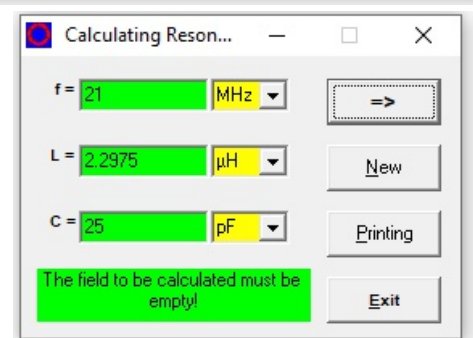 Calculating Reson...
f = 21 MHz
=>
L = 2.2975 µH
New
C = 25 pF
Printing
The field to be calculated must be
empty!
Exit